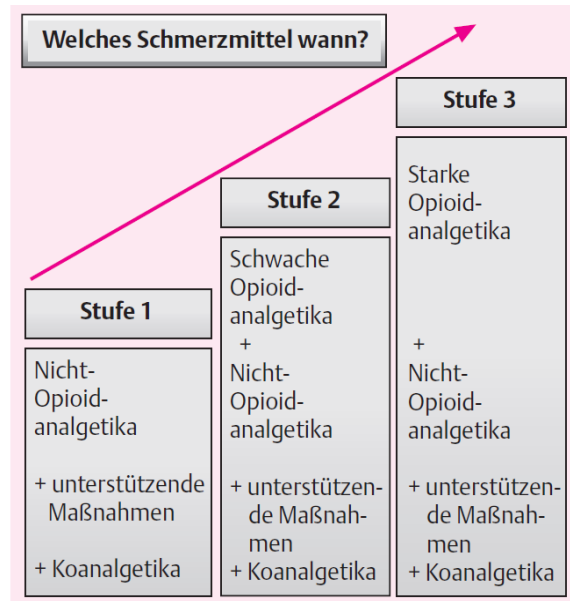 Welches Schmerzmittel wann?
Stufe 1
Nicht-
Opioid-
analgetika
+ unterstützende
Maßnahmen
+ Koanalgetika
Stufe 2
Schwache
Opioid-
analgetika
+
Nicht-
Opioid-
analgetika
+ unterstützen-
de Maßnah-
men
+ Koanalgetika
Stufe 3
Starke
Opioid-
analgetika
+
Nicht-
Opioid-
analgetika
+ unterstützen-
de Maßnah-
men
+ Koanalgetika